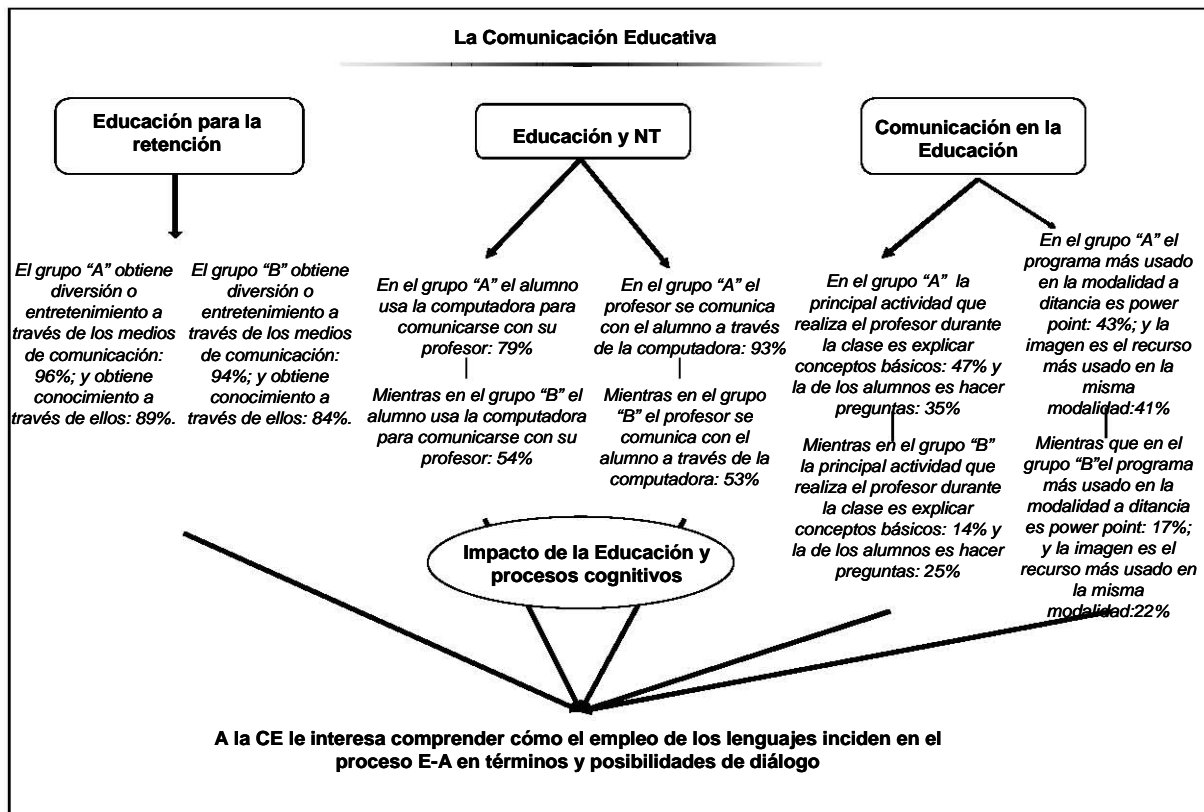 La Comunicación Educativa
Educación para la
retención
Educación y NT
Comunicación en la
Educación
El grupo “A” obtiene
diversión o
entretenimiento a
través de los medios
de comunicación:
96%; y obtiene
conocimiento a
través de ellos: 89%.
El grupo “B” obtiene
diversión o
entretenimiento a
través de los medios
de comunicación:
94%; y obtiene
conocimiento a
través de ellos: 84%.
En el grupo “A” el alumno
usa la computadora para
comunicarse con su
profesor: 79%
Mientras en el grupo “B” el
alumno usa la computadora
para comunicarse con su
profesor: 54%
En el grupo “A” el
profesor se comunica
con el alumno a través
de la computadora: 93%
Mientras en el grupo
“B” el profesor se
comunica con el
alumno a través de la
computadora: 53%
En el grupo “A” la
principal actividad que
realiza el profesor durante
la clase es explicar
conceptos básicos: 47% y
la de los alumnos es hacer
preguntas: 35%
Mientras en el grupo “B”
la principal actividad que
realiza el profesor durante
la clase es explicar
conceptos básicos: 14% y
la de los alumnos es hacer
preguntas: 25%
En el grupo “A” el
programa más usado
en la modalidad a
ditancia es power
point: 43%; y la
imagen es el recurso
más usado en la
misma
modalidad:41%
Mientras que en el
grupo “B”el programa
más usado en la
modalidad a ditancia
es power point: 17%;
y la imagen es el
recurso más usado en
la misma
modalidad:22%
Impacto de la Educación y
procesos cognitivos
A la CE le interesa comprender cómo el empleo de los lenguajes inciden en el
proceso E-A en términos y posibilidades de diálogo